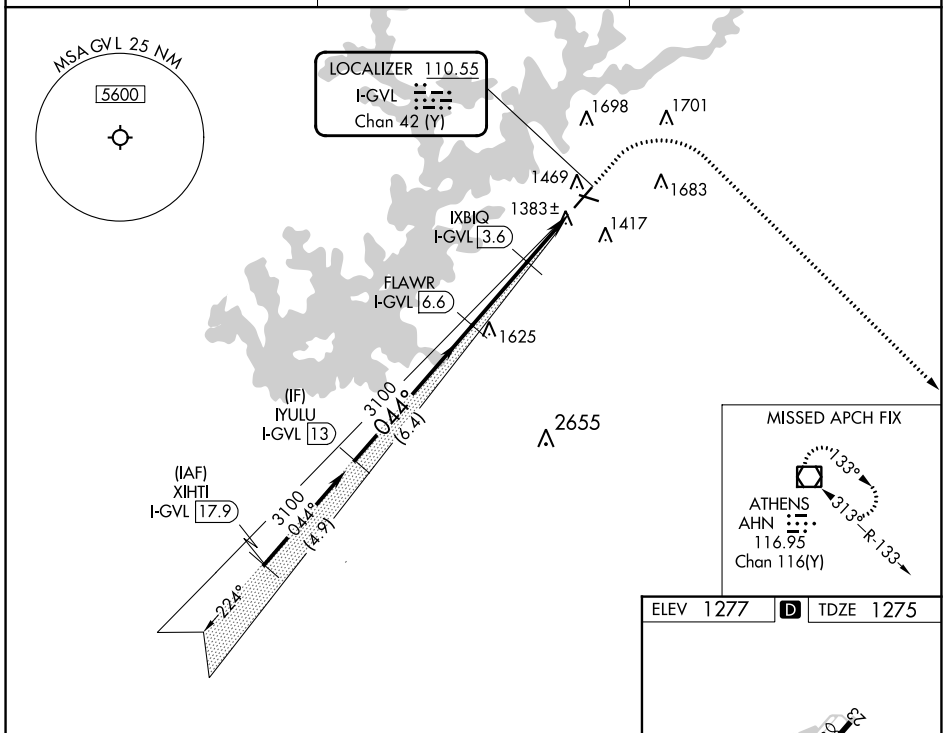 MSA GVL 25 NM
5600
LOCALIZER 110.55
I-GVL
Chan 42 (Y)
1698
1701
1469
1683
1383±
1417
IXBIQ
I-GVL 3.6
FLAWR
I-GVL 6.6
1625
(IF)
IYULU
I-GVL 13
3100
044°
(6.4)
2655
(IAF)
XIHTI
I-GVL 17.9
3100
044°
(4.9)
224°
MISSED APCH FIX
133°
313°
R-133
ATHENS
AHN
116.95
Chan 116(Y)
ELEV 1277 D TDZE 1275
23